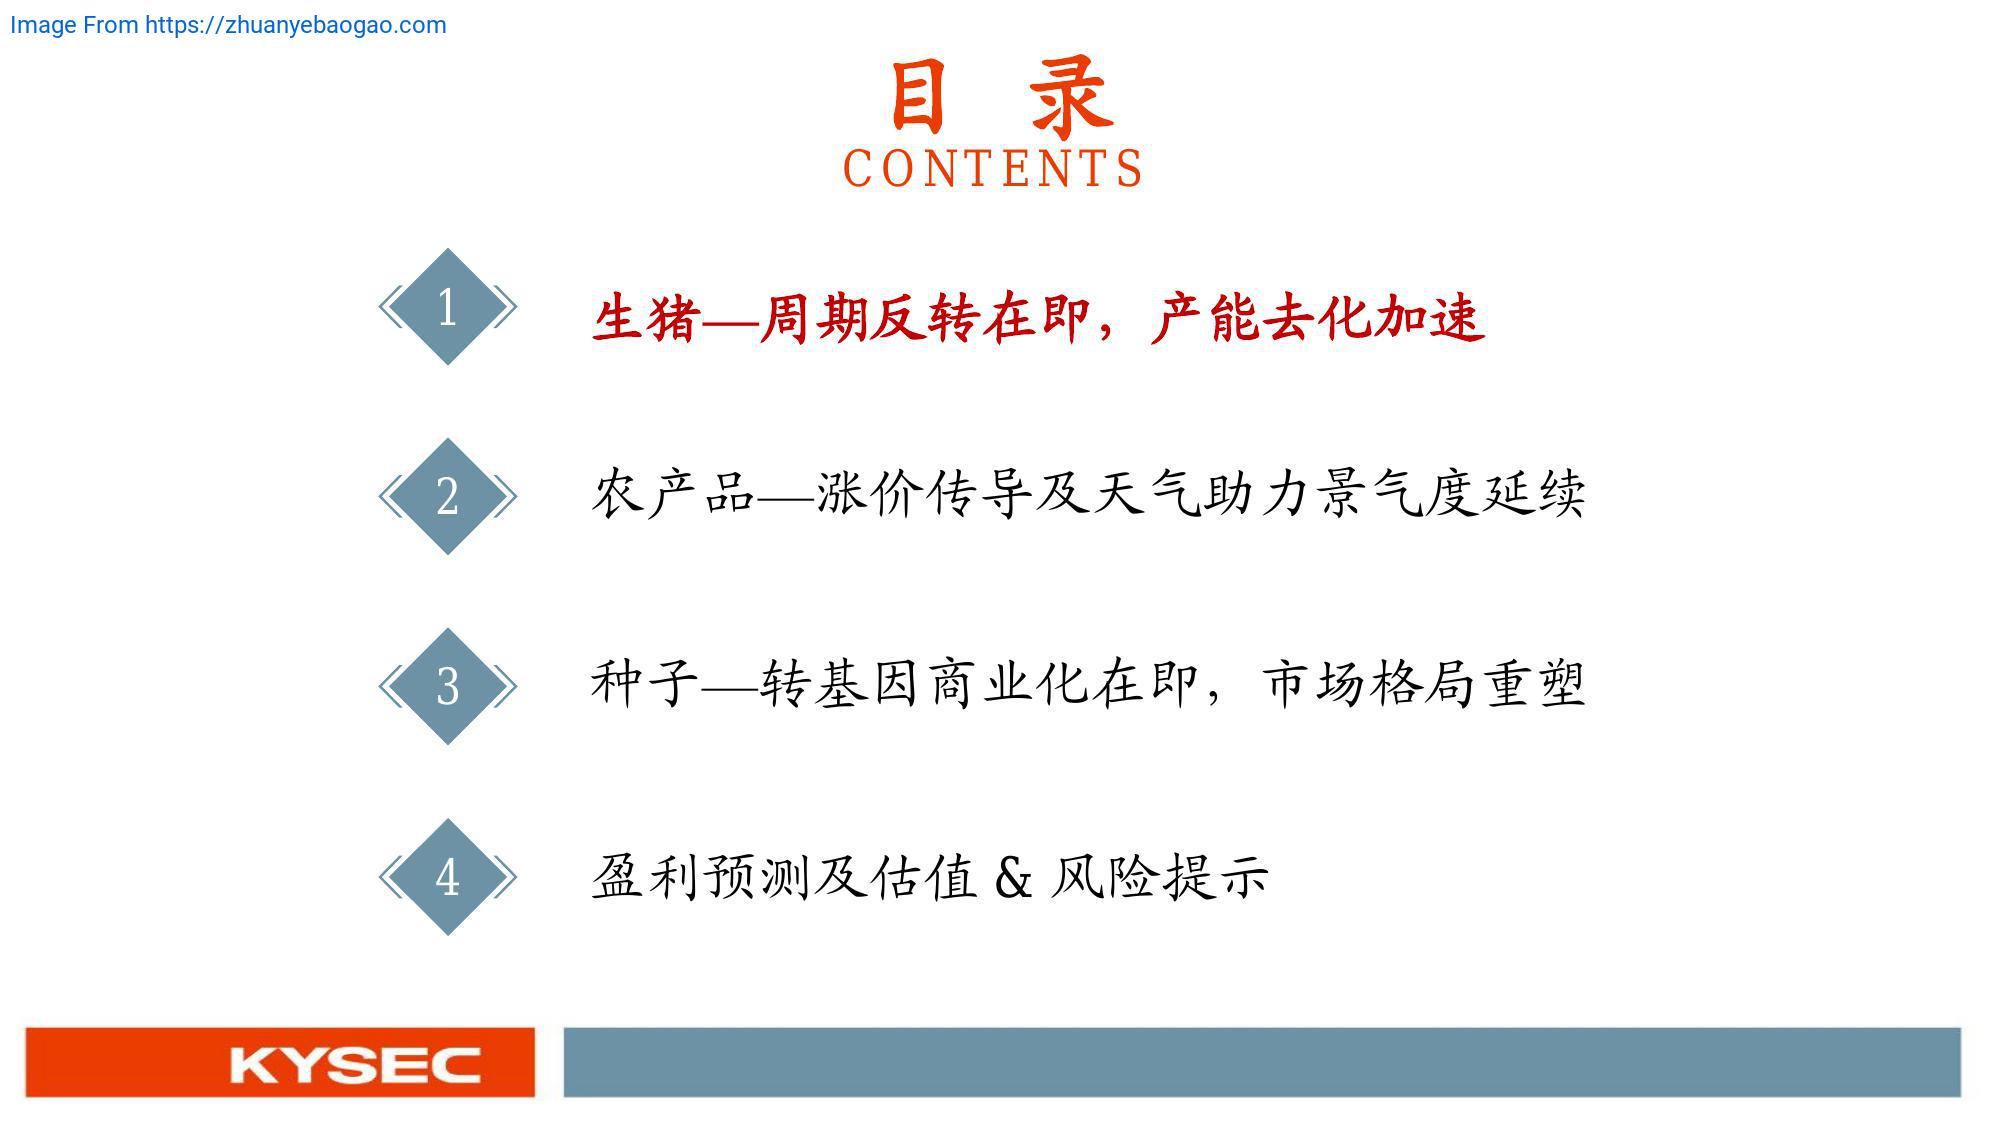 Image From https://zhuanyebaogao.com
目 录
CONTENTS
1 生猪—周期反转在即，产能去化加速
2 农产品—涨价传导及天气助力景气度延续
3 种子—转基因商业化在即，市场格局重塑
4 盈利预测及估值 & 风险提示
KYSEC